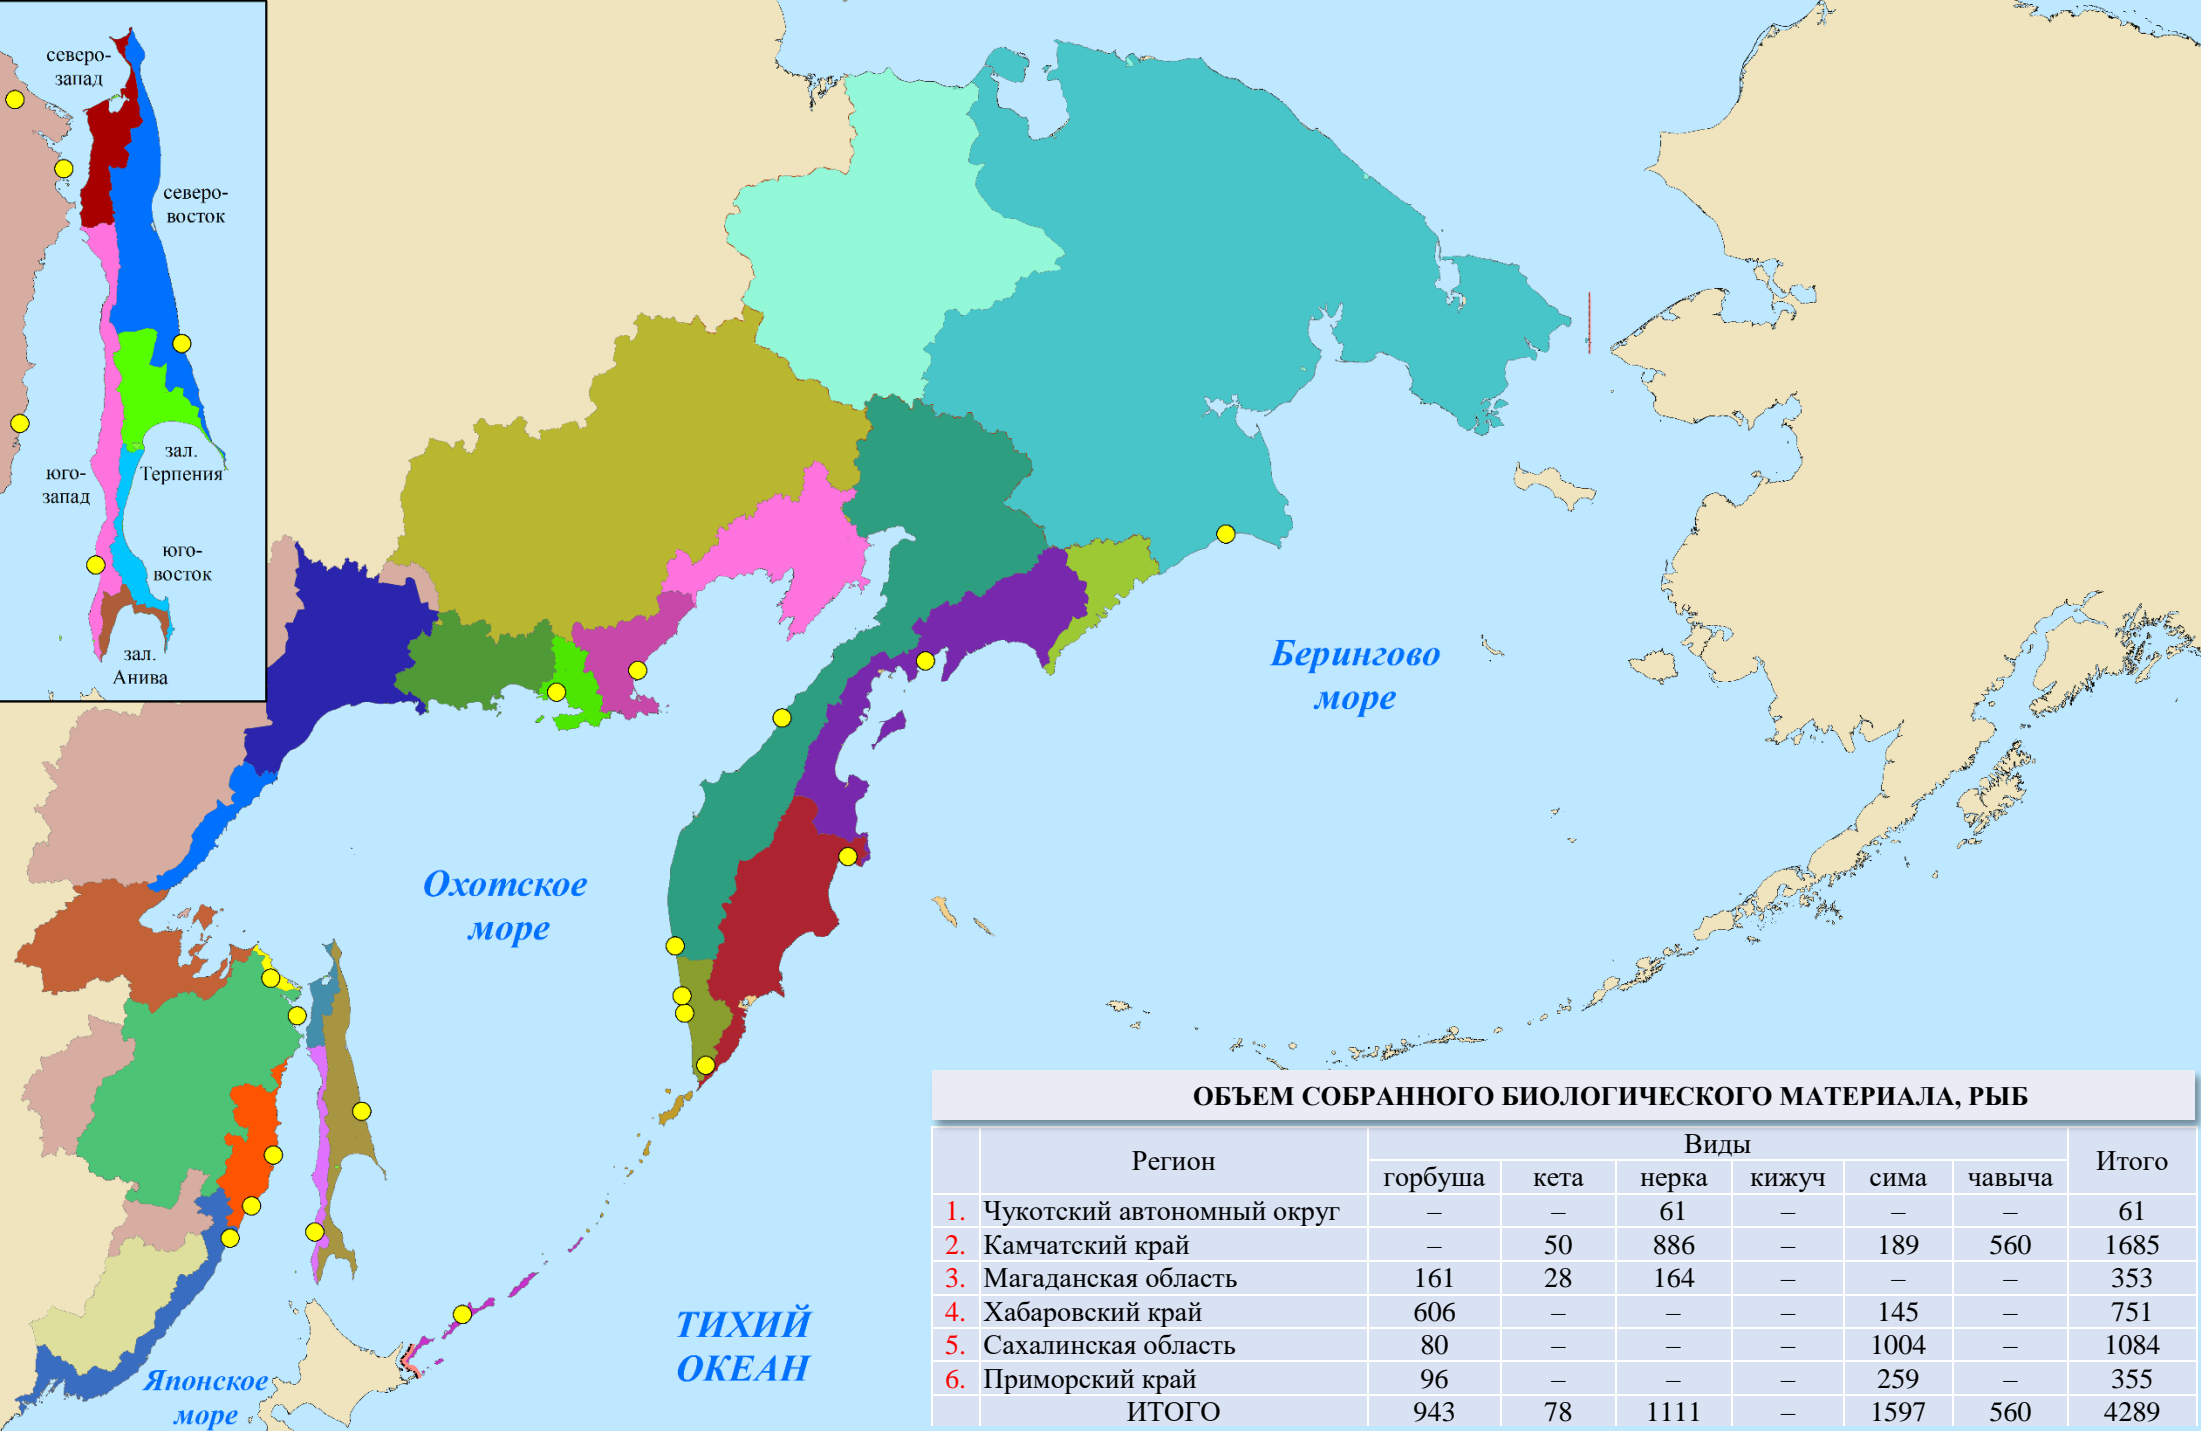 северо-
запад
северо-
восток
зал.
Терпения
юго-
запад
юго-
восток
зал.
Анива
Берингово
море
Охотское
море
ТИХИЙ
ОКЕАН
Японское
море
ОБЪЕМ СОБРАННОГО БИОЛОГИЧЕСКОГО МАТЕРИАЛА, РЫБ
Регион Виды Итого
горбуша кета нерка кижуч сима чавыча
1. Чукотский автономный округ – – 61 – – – 61
2. Камчатский край – 50 886 – 189 560 1685
3. Магаданская область 161 28 164 – – – 353
4. Хабаровский край 606 – – – 145 – 751
5. Сахалинская область 80 – – – 1004 – 1084
6. Приморский край 96 – – – 259 – 355
ИТОГО 943 78 1111 – 1597 560 4289